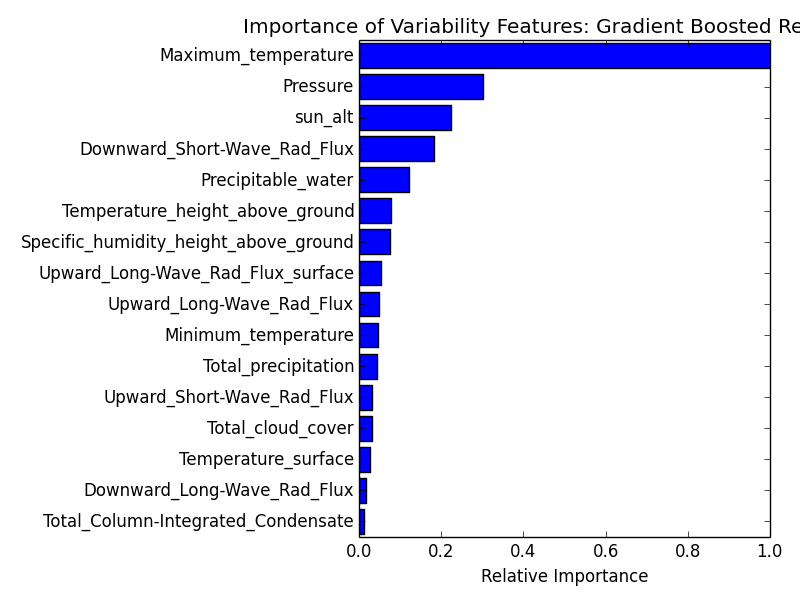 Importance of Variability Features: Gradient Boosted Re
Maximum_temperature
Pressure
sun_alt
Downward_Short-Wave_Rad_Flux
Precipitable_water
Temperature_height_above_ground
Specific_humidity_height_above_ground
Upward_Long-Wave_Rad_Flux_surface
Upward_Long-Wave_Rad_Flux
Minimum_temperature
Total_precipitation
Upward_Short-Wave_Rad_Flux
Total_cloud_cover
Temperature_surface
Downward_Long-Wave_Rad_Flux
Total_Column-Integrated_Condensate
0.0 0.2 0.4 0.6 0.8 1.0
Relative Importance